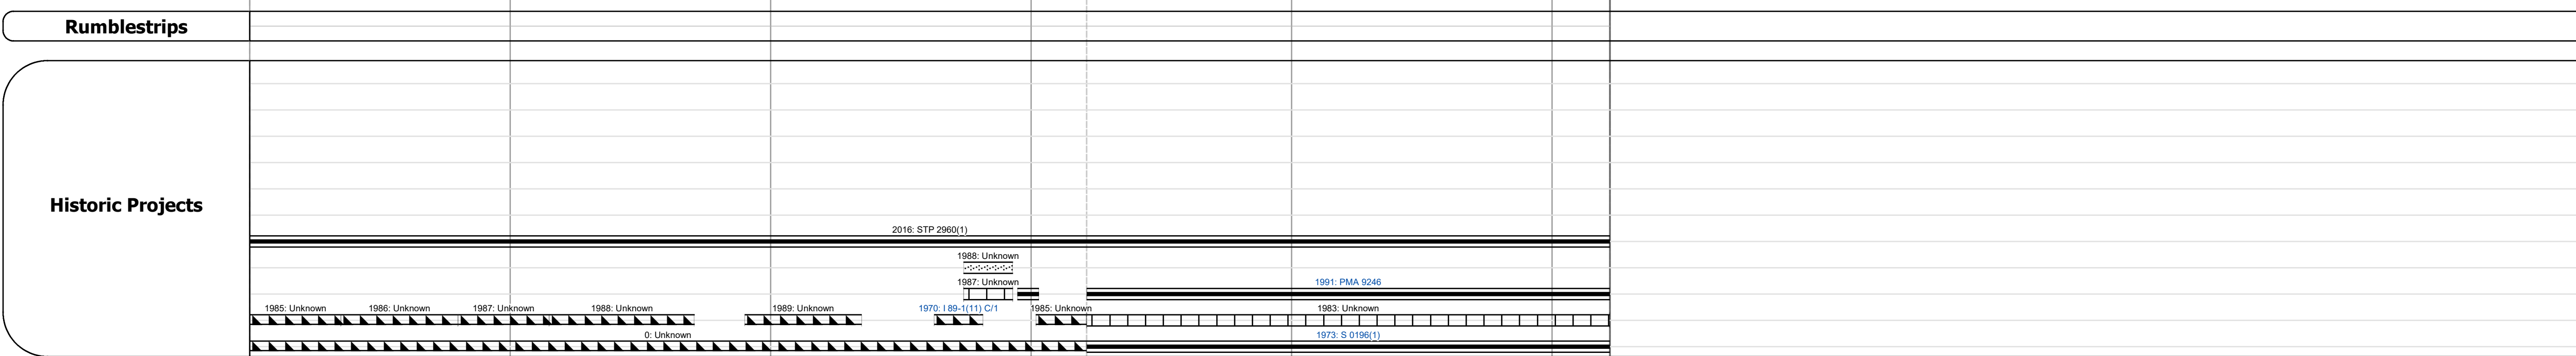 Rumblestrips
Historic Projects
2016: STP 2960(1)
1988: Unknown
1987: Unknown
1991: PMA 9246
1985: Unknown
1986: Unknown
1987: Unknown
1988: Unknown
1989: Unknown
1970: I 89-1(11) C/1
1985: Unknown
1983: Unknown
0: Unknown
1973: S 0196(1)